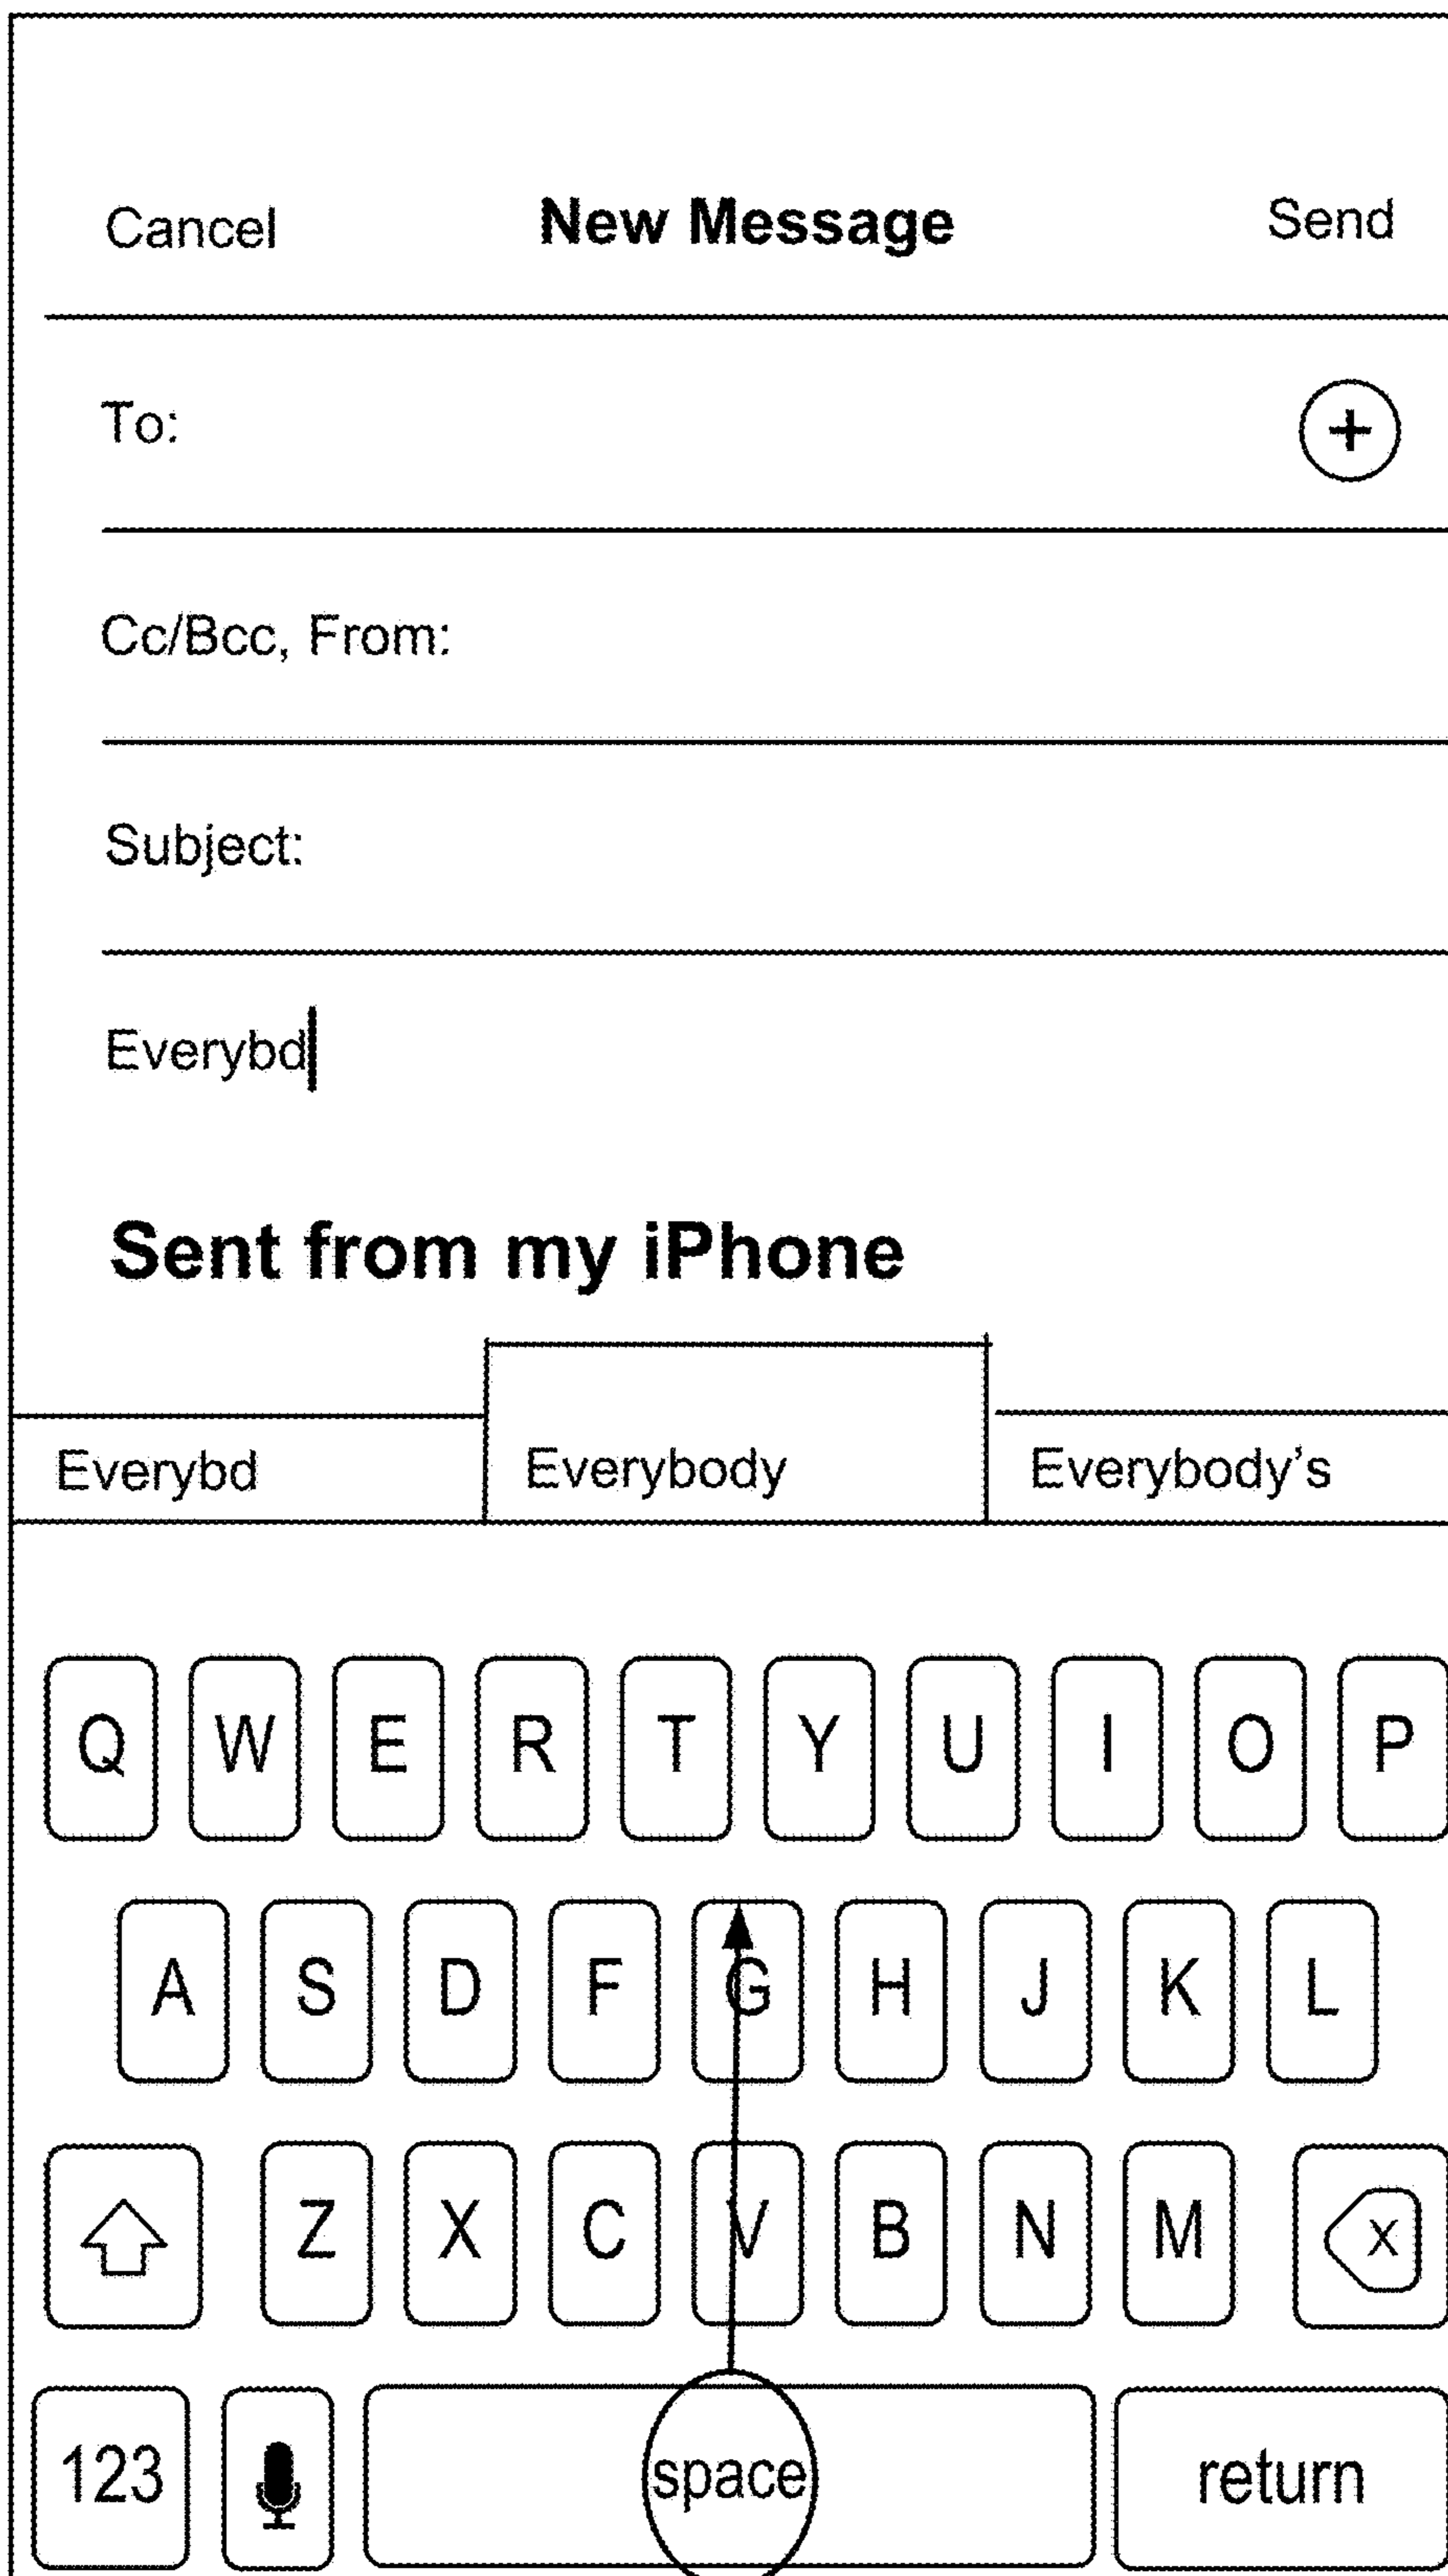 Cancel New Message Send
To: +
Cc/Bcc, From:
Subject:
Everybd
Sent from my iPhone
Everybd Everybody Everybody's
Q W E R T Y U I O P
A S D F G H J K L
Z X C V B N M X
123 space return